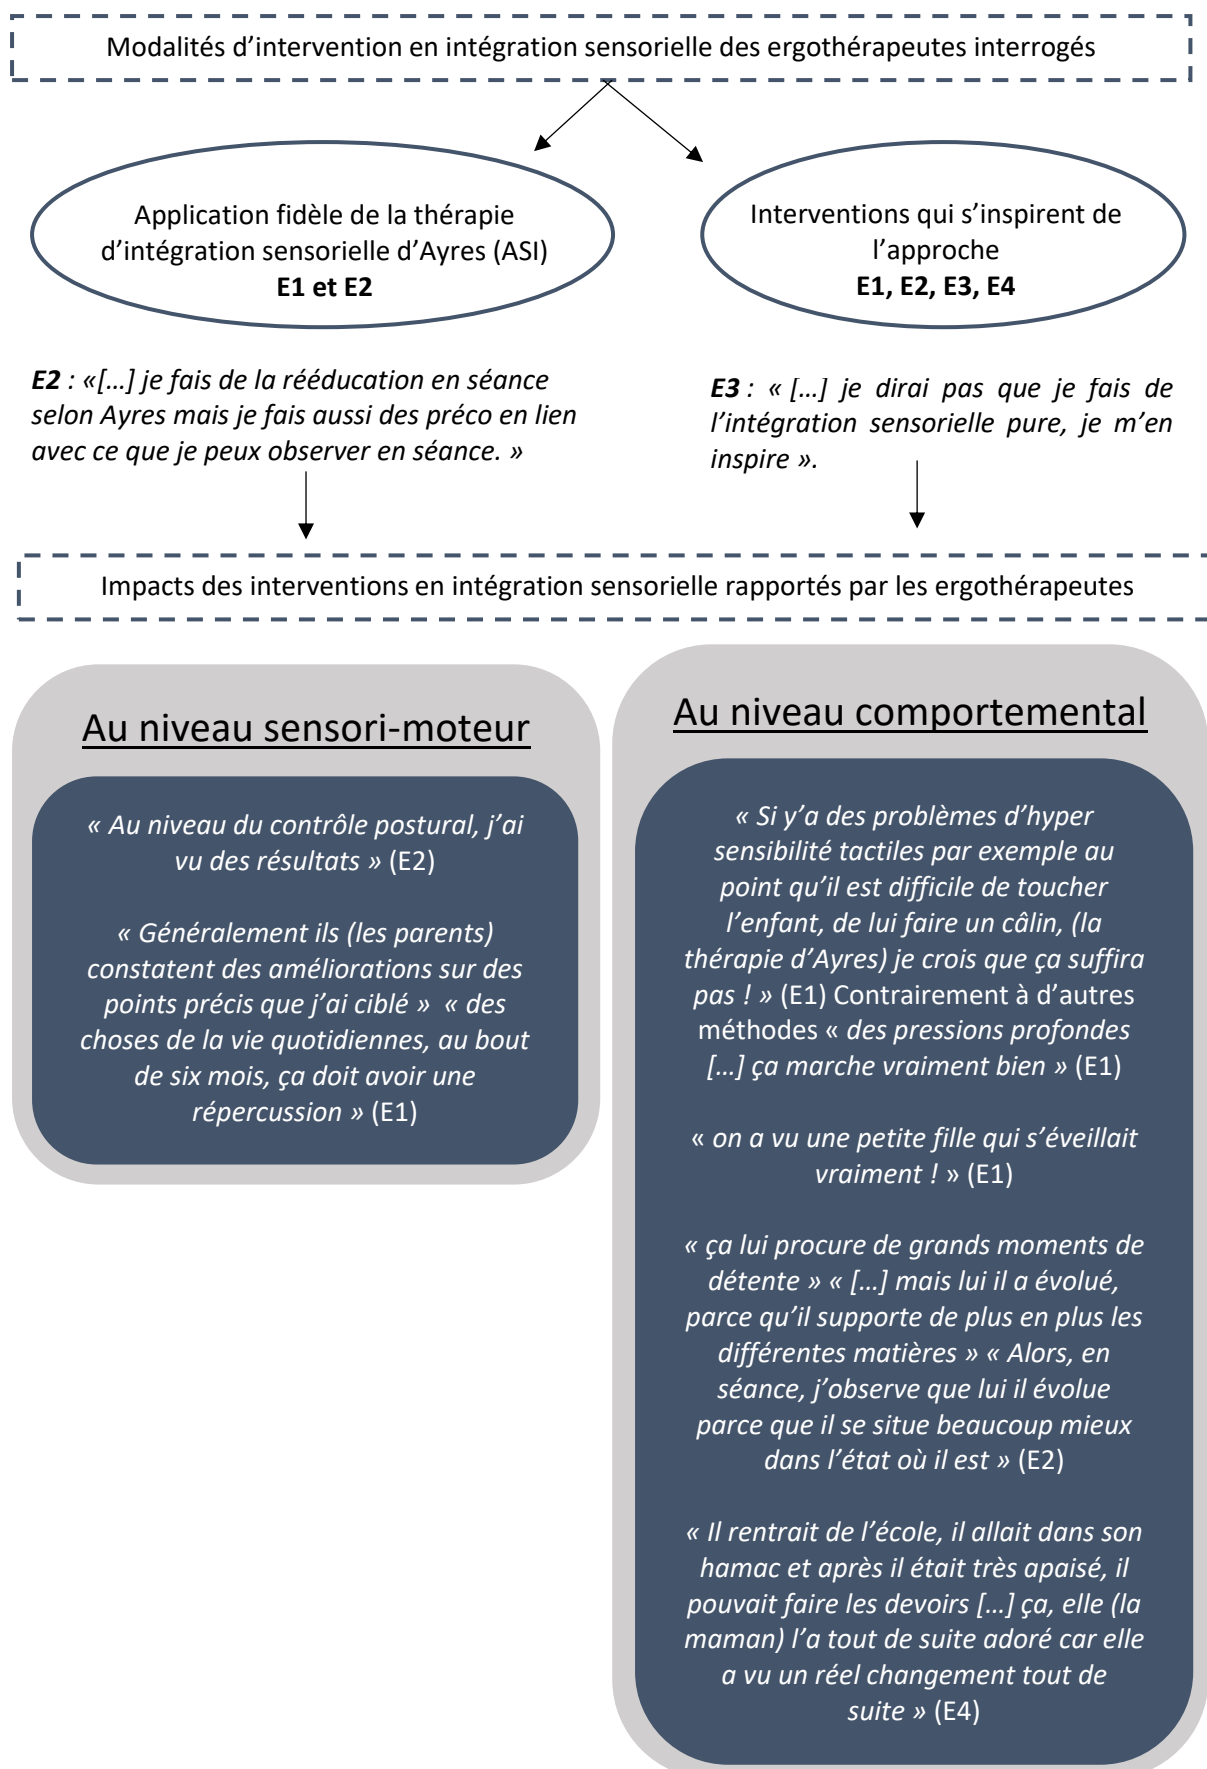 Modalités d’intervention en intégration sensorielle des ergothérapeutes interrogés
Application fidèle de la thérapie
d’intégration sensorielle d’Ayres (ASI)
E1 et E2
Interventions qui s’inspirent de
l’approche
E1, E2, E3, E4
E2 : «[…] je fais de la rééducation en séance
selon Ayres mais je fais aussi des préco en lien
avec ce que je peux observer en séance. »
E3 : « […] je dirai pas que je fais de
l’intégration sensorielle pure, je m’en
inspire ».
Impacts des interventions en intégration sensorielle rapportés par les ergothérapeutes
Au niveau sensori-moteur
« Au niveau du contrôle postural, j’ai
vu des résultats » (E2)
« Généralement ils (les parents)
constatent des améliorations sur des
points précis que j’ai ciblé » « des
choses de la vie quotidiennes, au bout
de six mois, ça doit avoir une
répercussion » (E1)
Au niveau comportemental
« Si y’a des problèmes d’hyper
sensibilité tactiles par exemple au
point qu’il est difficile de toucher
l’enfant, de lui faire un câlin, (la
thérapie d’Ayres) je crois que ça suffira
pas ! » (E1) Contrairement à d’autres
méthodes « des pressions profondes
[…] ça marche vraiment bien » (E1)
« on a vu une petite fille qui s’éveillait
vraiment ! » (E1)
« ça lui procure de grands moments de
détente » « […] mais lui il a évolué,
parce qu’il supporte de plus en plus les
différentes matières » « Alors, en
séance, j’observe que lui il évolue
parce que il se situe beaucoup mieux
dans l’état où il est » (E2)
« Il rentrait de l’école, il allait dans son
hamac et après il était très apaisé, il
pouvait faire les devoirs […] ça, elle (la
maman) l’a tout de suite adoré car elle
a vu un réel changement tout de
suite » (E4)